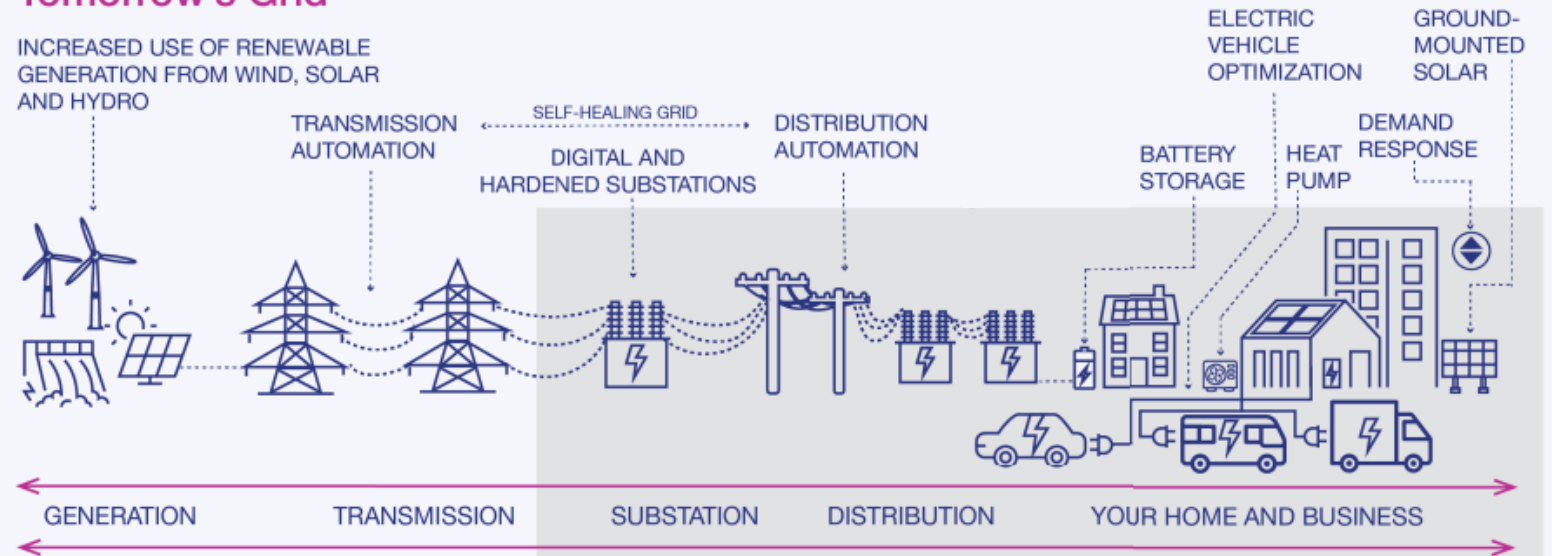 Tomorrow's Grid
INCREASED USE OF RENEWABLE
GENERATION FROM WIND, SOLAR
AND HYDRO
TRANSMISSION
AUTOMATION
SELF-HEALING GRID
DIGITAL AND
HARDENED SUBSTATIONS
DISTRIBUTION
AUTOMATION
BATTERY
STORAGE
ELECTRIC
VEHICLE
OPTIMIZATION
HEAT
PUMP
DEMAND
RESPONSE
GROUND-
MOUNTED
SOLAR
GENERATION
TRANSMISSION
SUBSTATION
DISTRIBUTION
YOUR HOME AND BUSINESS